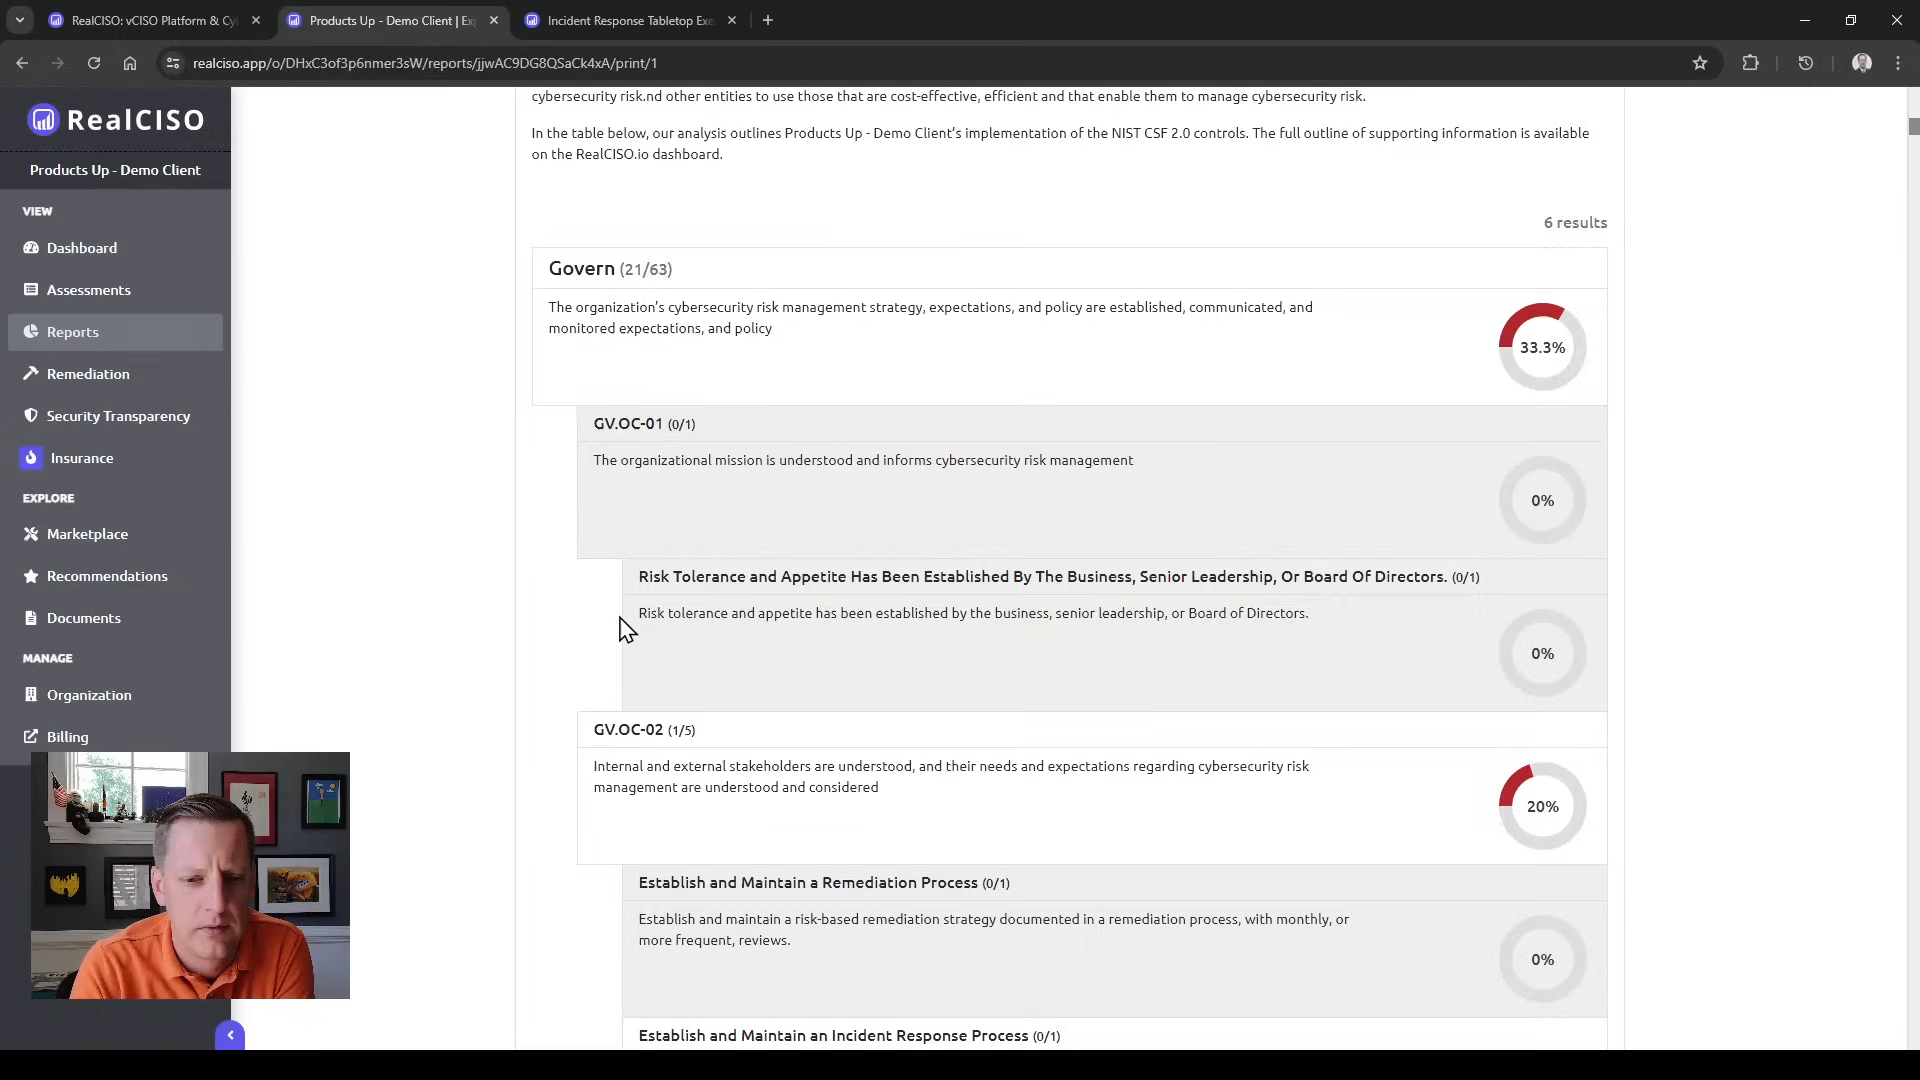 RealCISO: vCISO Platform & Cy
Products Up - Demo Client | Exp
Incident Response Tabletop Exe
realciso.app/o/DHxC3of3p6nmer3sW/reports/jjwAC9DG8QSaCk4xA/print/1
RealCISO
Products Up - Demo Client
VIEW
Dashboard
Assessments
Reports
Remediation
Security Transparency
Insurance
EXPLORE
Marketplace
Recommendations
Documents
MANAGE
Organization
Billing
cybersecurity risk.nd other entities to use those that are cost-effective, efficient and that enable them to manage cybersecurity risk.
In the table below, our analysis outlines Products Up - Demo Client's implementation of the NIST CSF 2.0 controls. The full outline of supporting information is available
on the RealCISO.io dashboard.
6 results
Govern (21/63)
The organization's cybersecurity risk management strategy, expectations, and policy are established, communicated, and
monitored expectations, and policy
33.3%
GV.OC-01 (0/1)
The organizational mission is understood and informs cybersecurity risk management
0%
Risk Tolerance and Appetite Has Been Established By The Business, Senior Leadership, Or Board Of Directors. (0/1)
Risk tolerance and appetite has been established by the business, senior leadership, or Board of Directors.
0%
GV.OC-02 (1/5)
Internal and external stakeholders are understood, and their needs and expectations regarding cybersecurity risk
management are understood and considered
20%
Establish and Maintain a Remediation Process (0/1)
Establish and maintain a risk-based remediation strategy documented in a remediation process, with monthly, or
more frequent, reviews.
0%
Establish and Maintain an Incident Response Process (0/1)